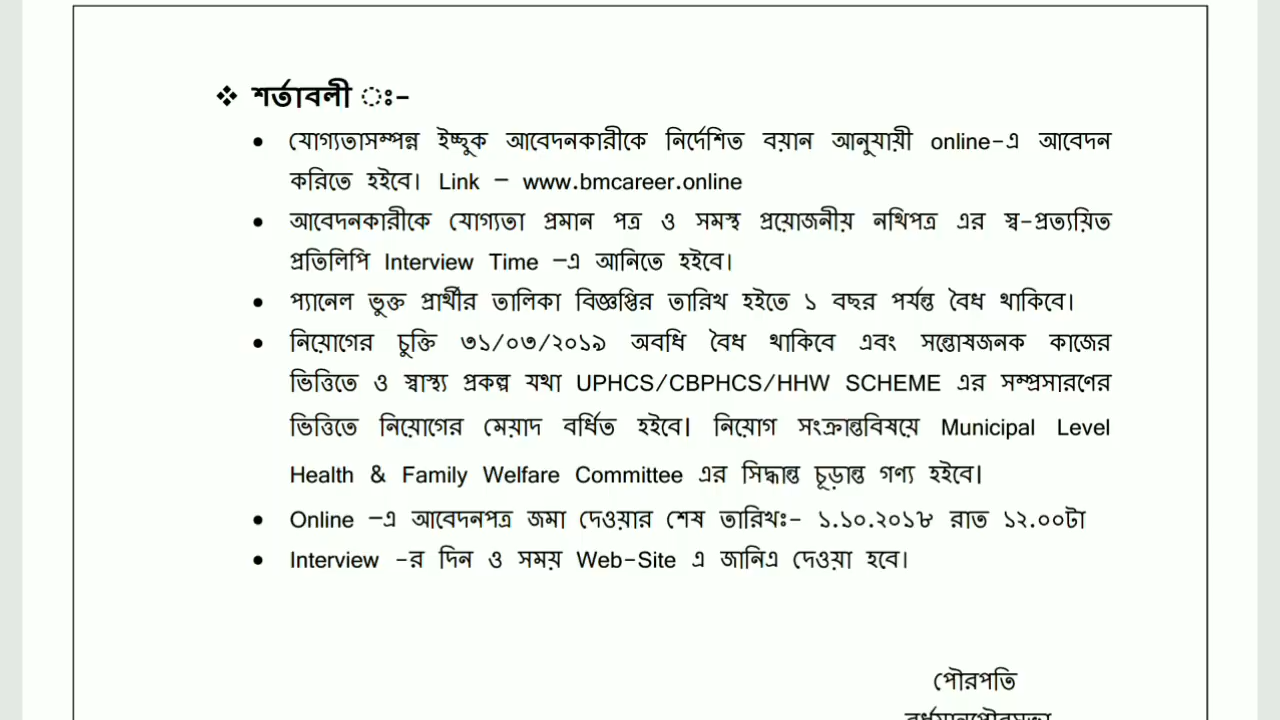 ❖ শর্তাবলী ঃ-
• যোগ্যতাসম্পন্ন ইচ্ছুক আবেদনকারীকে নির্দেশিত বয়ান আনুযায়ী online-এ আবেদন
করিতে হইবে। Link – www.bmcareer.online
• আবেদনকারীকে যোগ্যতা প্রমান পত্র ও সমস্থ প্রয়োজনীয় নথিপত্র এর স্ব-প্রত্যয়িত
প্রতিলিপি Interview Time –এ আনিতে হইবে।
• প্যানেল ভুক্ত প্রার্থীর তালিকা বিজ্ঞপ্তির তারিখ হইতে ১ বছর পর্যন্ত বৈধ থাকিবে।
• নিয়োগের চুক্তি ৩১/০৩/২০১৯ অবধি বৈধ থাকিবে এবং সন্তোষজনক কাজের
ভিত্তিতে ও স্বাস্থ্য প্রকল্প যথা UPHCS/CBPHCS/HHW SCHEME এর সম্প্রসারণের
ভিত্তিতে নিয়োগের মেয়াদ বর্ধিত হইবে। নিয়োগ সংক্রান্তবিষয়ে Municipal Level
Health & Family Welfare Committee এর সিদ্ধান্ত চূড়ান্ত গণ্য হইবে।
• Online –এ আবেদনপত্র জমা দেওয়ার শেষ তারিখঃ- ১.১০.২০১৮ রাত ১২.০০টা
• Interview -র দিন ও সময় Web-Site এ জানিএ দেওয়া হবে।
পৌরপতি
বর্ধমানপৌরসভা